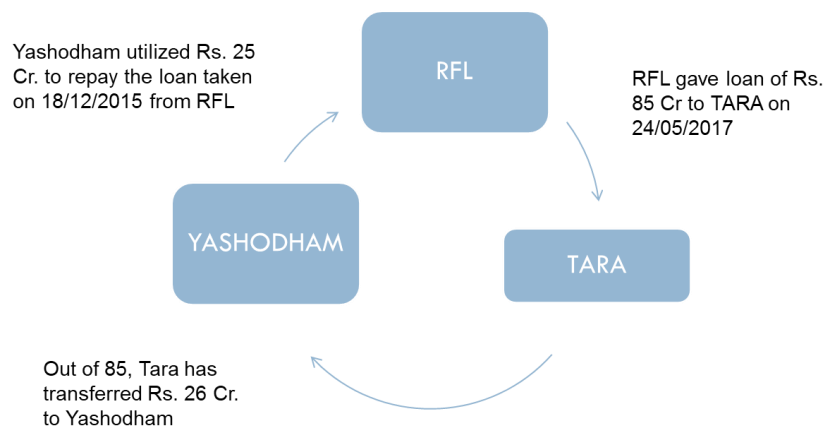 Yashodham utilized Rs. 25
Cr. to repay the loan taken
on 18/12/2015 from RFL
RFL
RFL gave loan of Rs.
85 Cr to TARA on
24/05/2017
YASHODHAM
TARA
Out of 85, Tara has
transferred Rs. 26 Cr.
to Yashodham